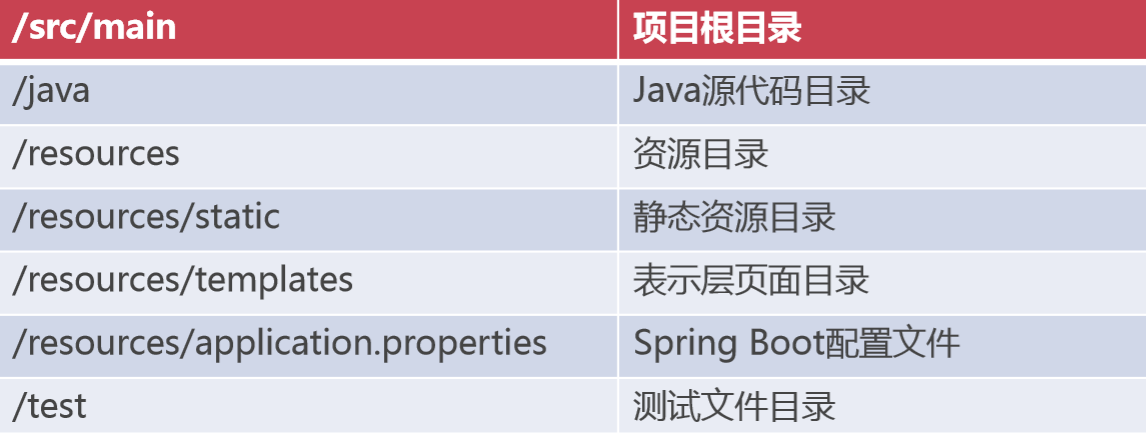 /src/main 项目根目录
/java Java源代码目录
/resources 资源目录
/resources/static 静态资源目录
/resources/templates 表示层页面目录
/resources/application.properties Spring Boot配置文件
/test 测试文件目录